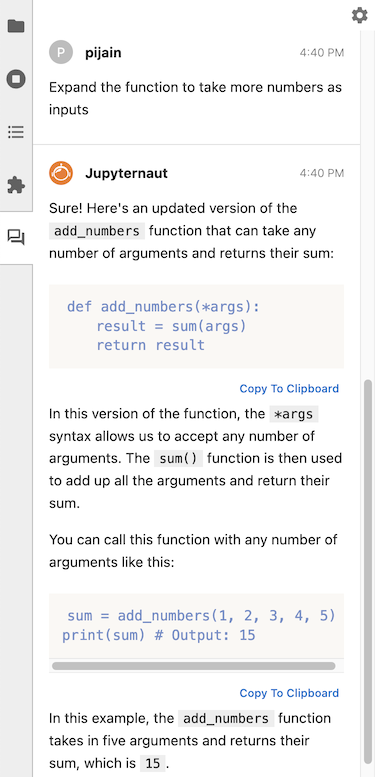 P pijain 4:40 PM
Expand the function to take more numbers as
inputs
Jupyternaut 4:40 PM
Sure! Here's an updated version of the
add_numbers function that can take any
number of arguments and returns their sum:
def add_numbers(*args):
    result = sum(args)
    return result
Copy To Clipboard
In this version of the function, the *args
syntax allows us to accept any number of
arguments. The sum() function is then used
to add up all the arguments and return their
sum.
You can call this function with any number of
arguments like this:
sum = add_numbers(1, 2, 3, 4, 5)
print(sum) # Output: 15
Copy To Clipboard
In this example, the add_numbers function
takes in five arguments and returns their
sum, which is 15.